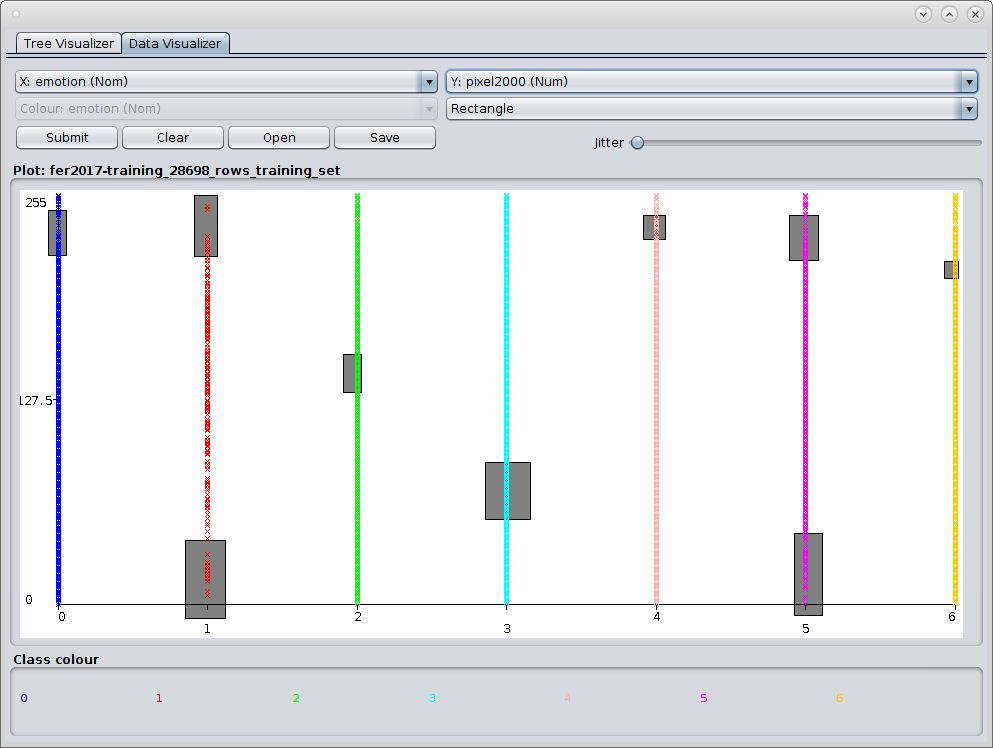 Tree Visualizer Data Visualizer
X: emotion (Nom) Y: pixel2000 (Num)
Colour: emotion (Nom) Rectangle
Submit Clear Open Save Jitter
Plot: fer2017-training_28698_rows_training_set
255
127.5
0
0 2 4 6
1 3 5
Class colour
0 1 2 3 4 5 6